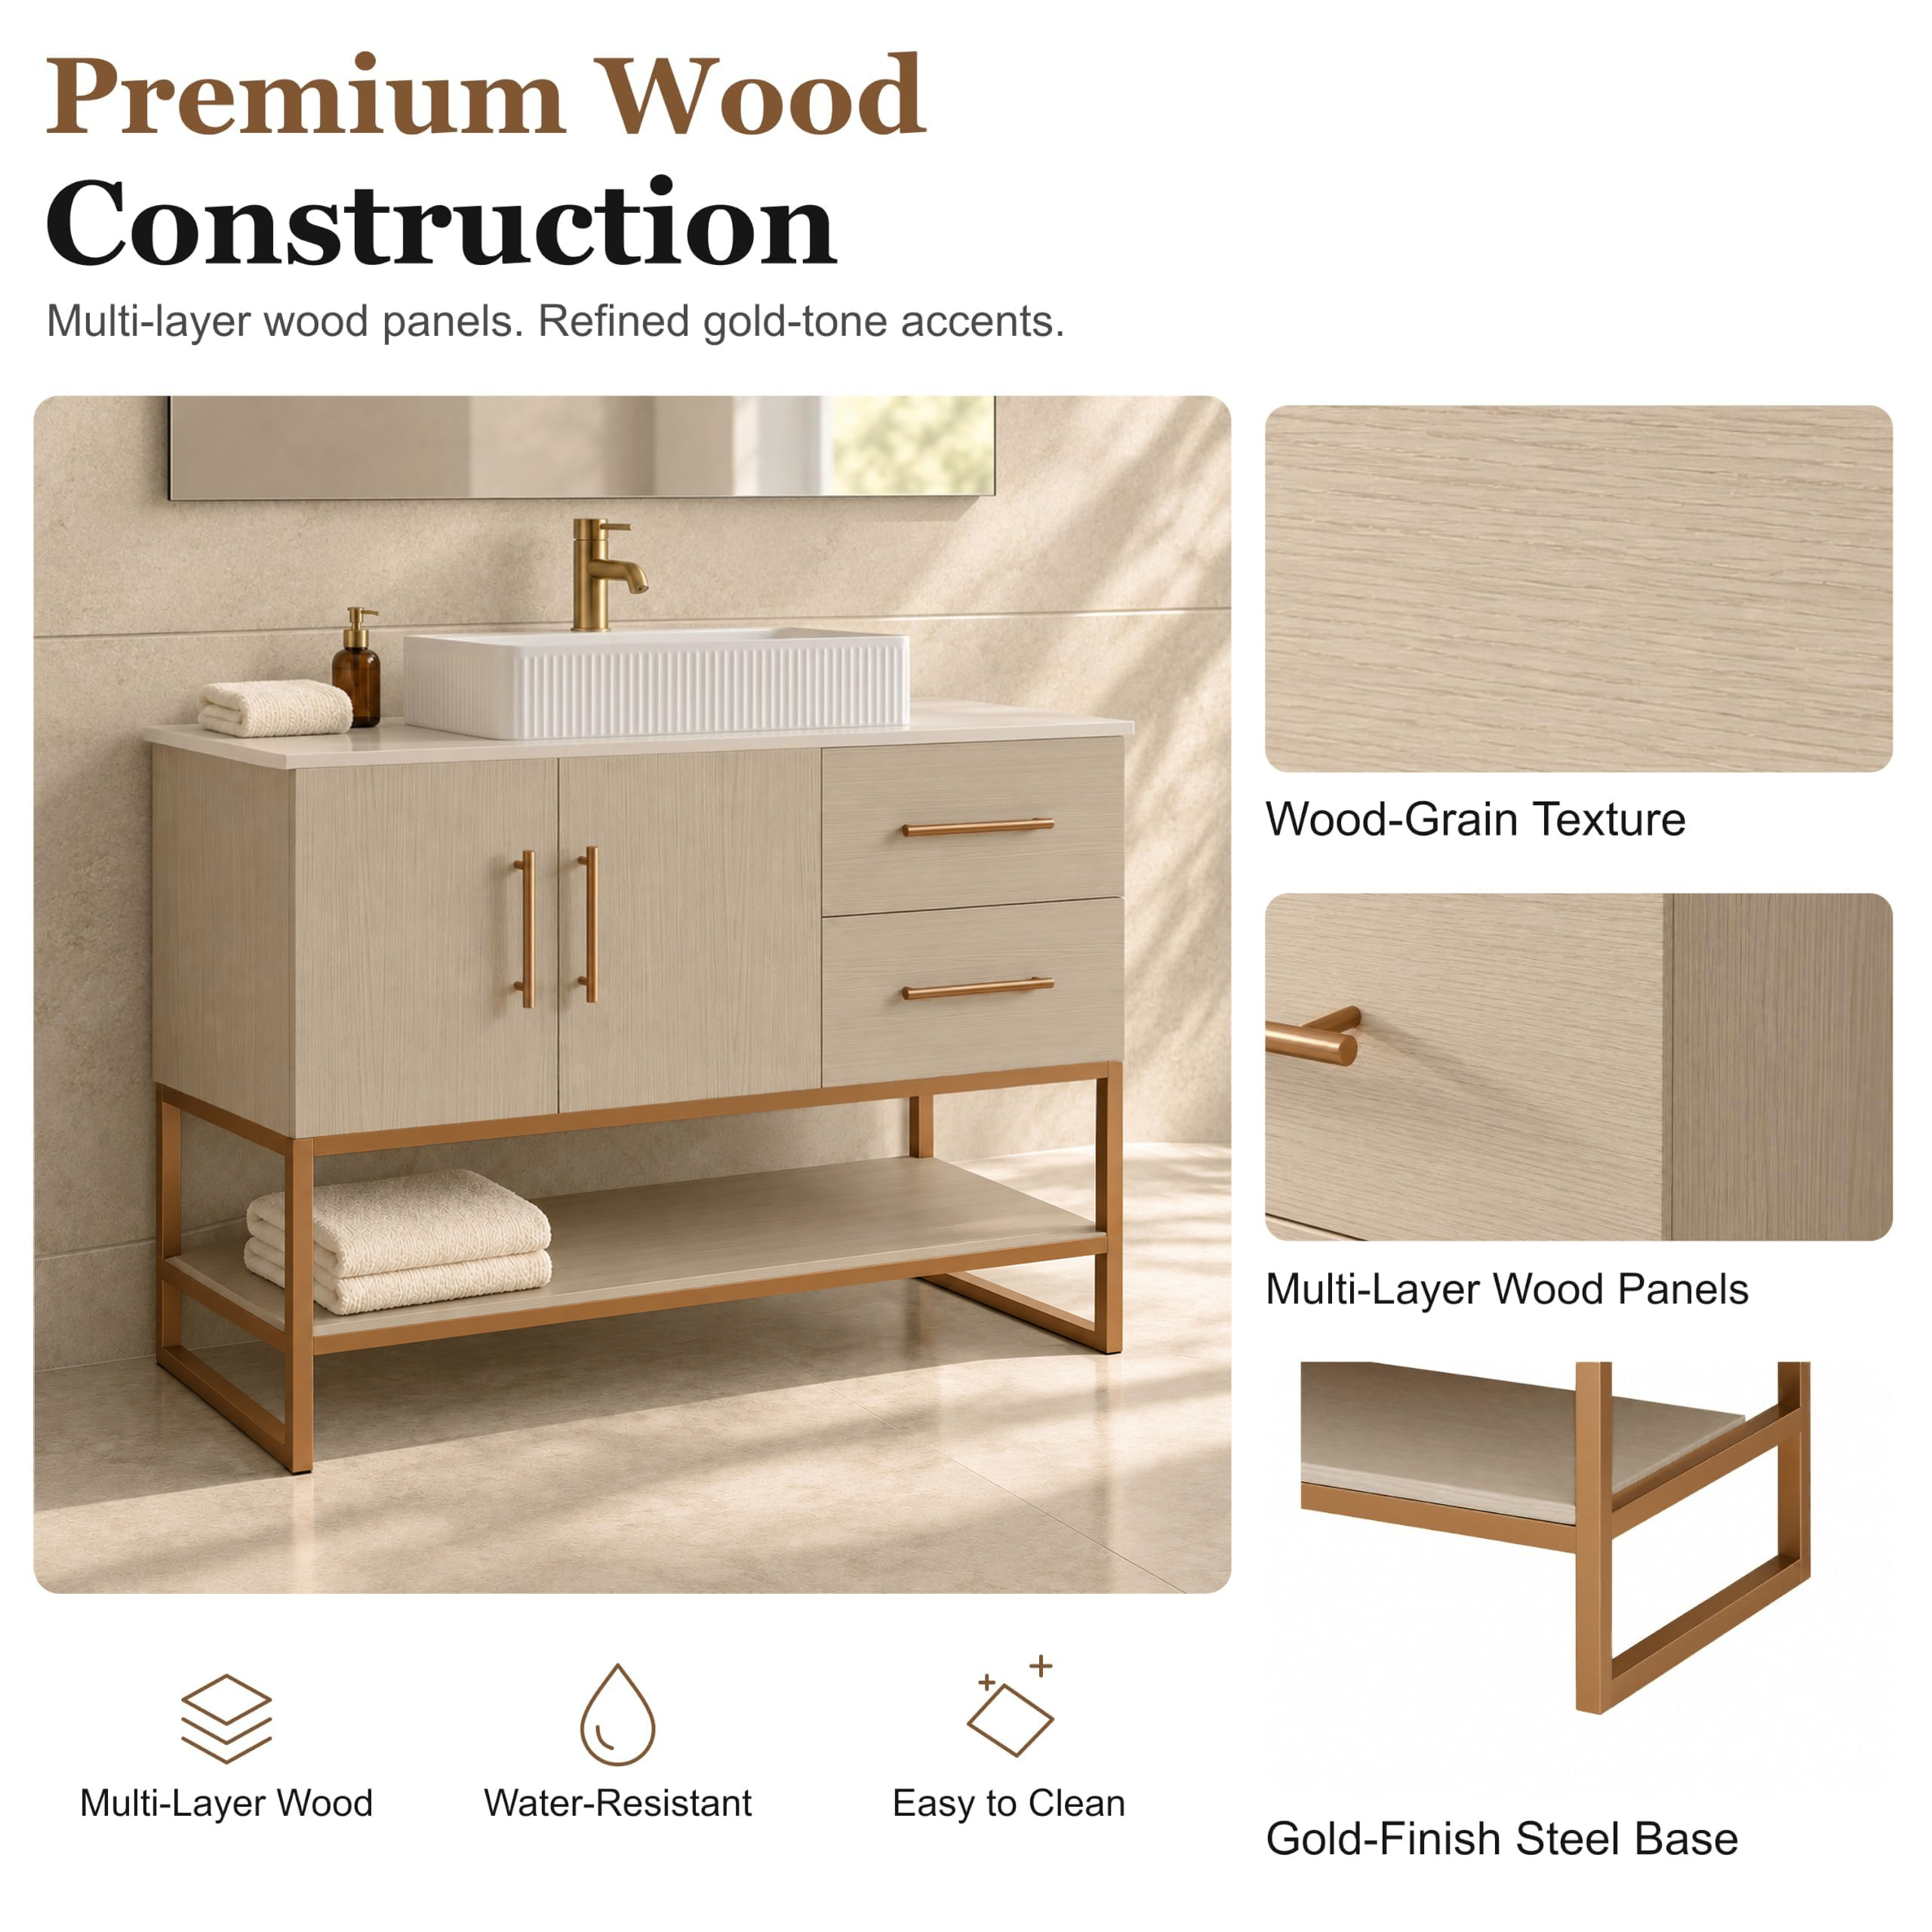 Premium Wood
Construction
Multi-layer wood panels. Refined gold-tone accents.
Wood-Grain Texture
Multi-Layer Wood Panels
Gold-Finish Steel Base
Multi-Layer Wood
Water-Resistant
Easy to Clean